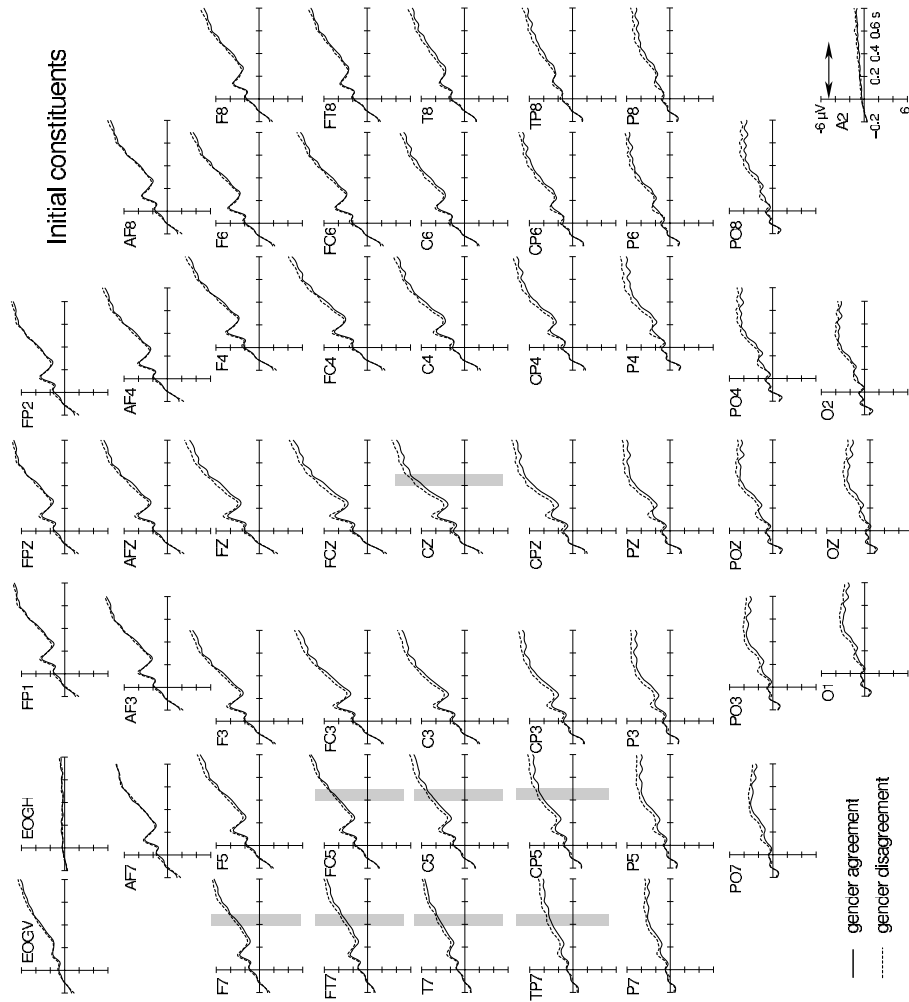 Initial constituents
EOGV EOGH FP1 FPZ FP2
AF7 AF3 AFZ AF4 AF8
F7 F5 F3 FZ F4 F6 F8
FT7 FC5 FC3 FCZ FC4 FC6 FT8
T7 C5 C3 CZ C4 C6 T8
TP7 CP5 CP3 CPZ CP4 CP6 TP8
P7 P5 P3 PZ P4 P6 P8
PO7 PO3 POZ PO4 PO8
O1 OZ O2
gender agreement
gender disagreement
-6 µV
A2
-0.2 0.2 0.4 0.6 s
6